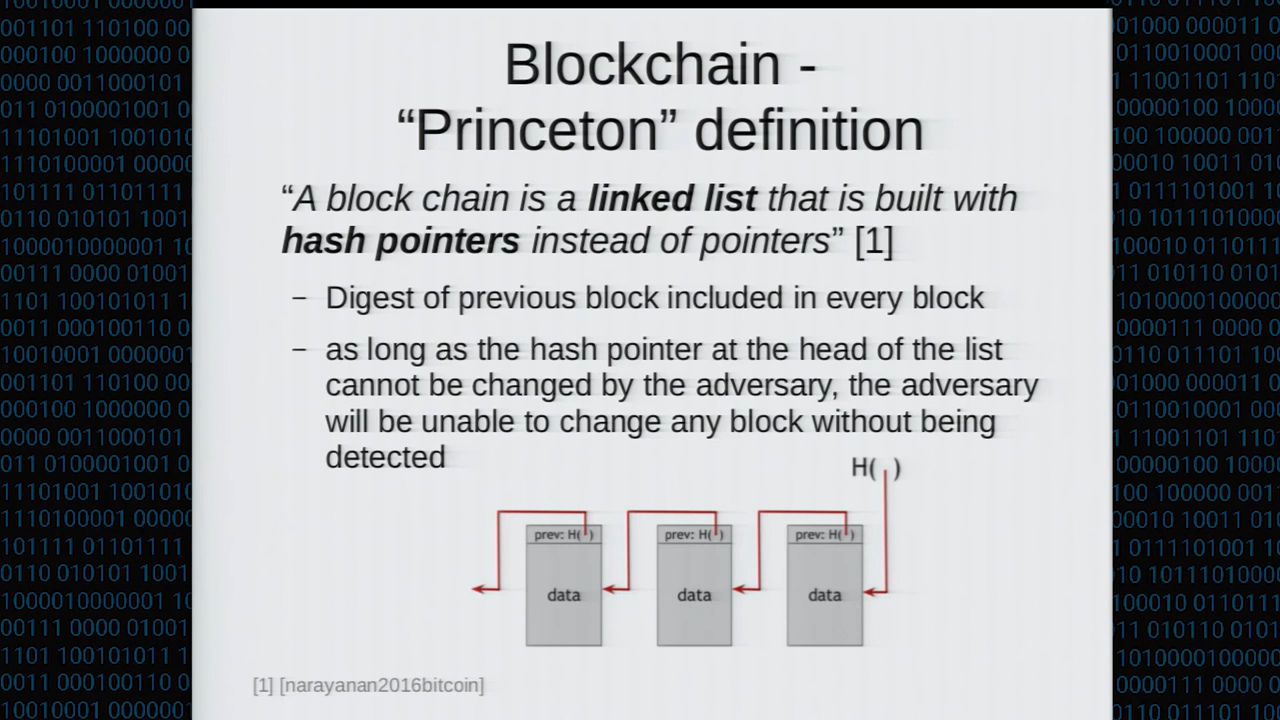 Blockchain -
“Princeton” definition
“A block chain is a linked list that is built with
hash pointers instead of pointers” [1]
– Digest of previous block included in every block
– as long as the hash pointer at the head of the list
cannot be changed by the adversary, the adversary
will be unable to change any block without being
detected
H( )
prev: H( ) prev: H( ) prev: H( )
data data data
[1] [narayanan2016bitcoin]